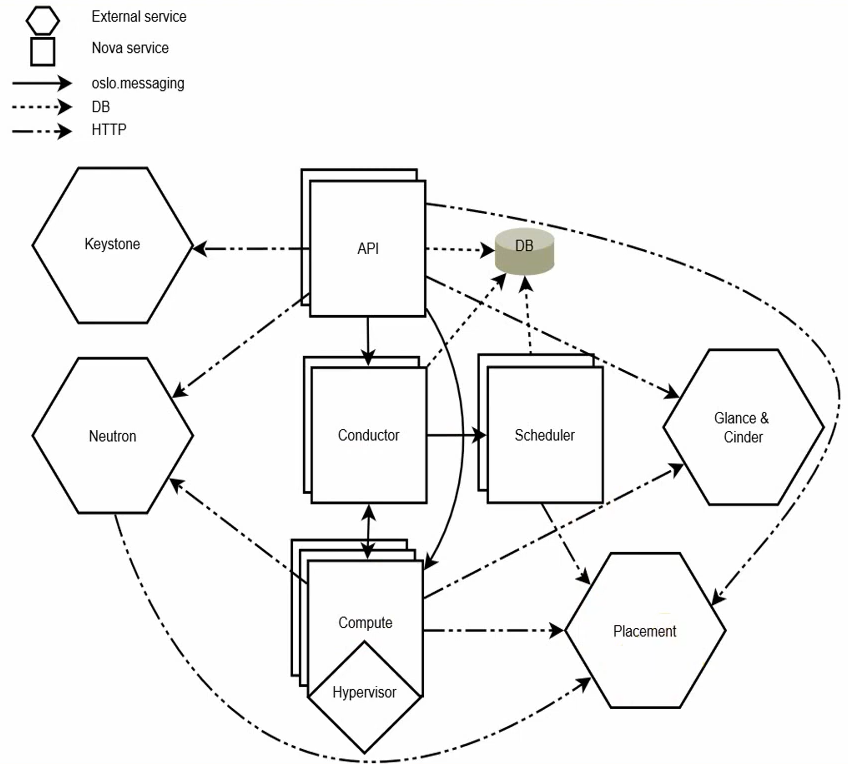 External service
Nova service
oslo.messaging
DB
HTTP
Keystone
API
DB
Neutron
Conductor
Scheduler
Glance &
Cinder
Compute
Hypervisor
Placement